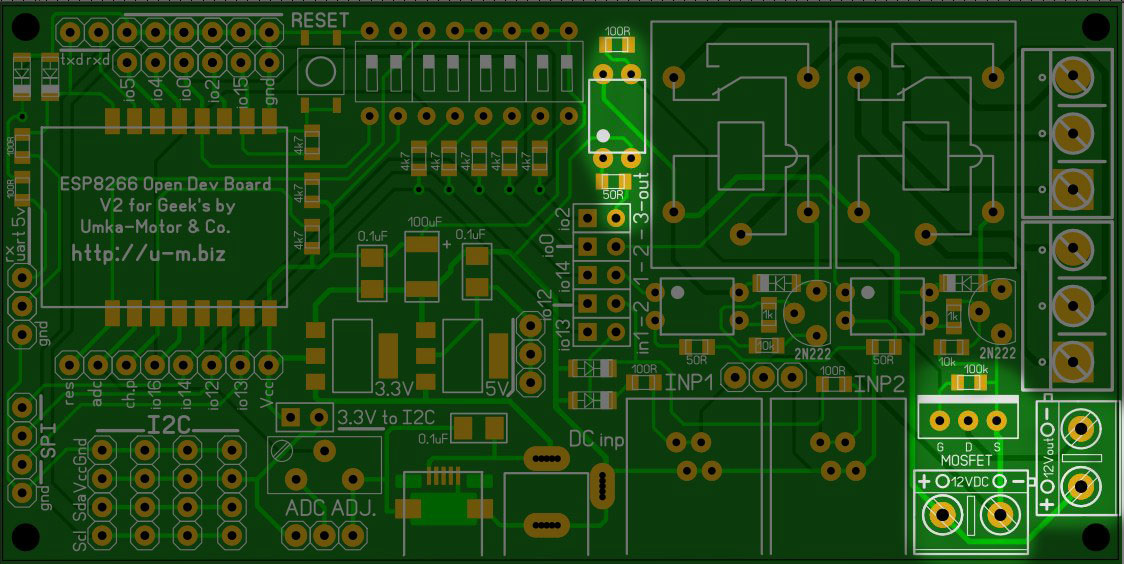 RESET
100R
txd rxd
io5
io4
io0
io2
io15
gnd
100R
100R
4k7
4k7
4k7
4k7
4k7
4k7
4k7
4k7
ESP8266 Open Dev Board
V2 for Geek's by
Umka-Motor & Co.
http://u-m.biz
rx
uart 5v
gnd
50R
in1-2 - 1-2 - 3-out
io2
io0
io14
io12
io13
0.1uF
100uF
+
0.1uF
3.3V
5V
1k
10k
50R
2N222
1k
10k
50R
2N222
100k
100R
INP1
100R
INP2
res
adc
ch.p
io16
io14
io12
io13
Vcc
SPI
gnd
I2C
3.3V to I2C
0.1uF
DC inp
Gnd
Vcc
Sda
Scl
ADC ADJ.
G D S
MOSFET
+ 12VDC -
- 12Vout +